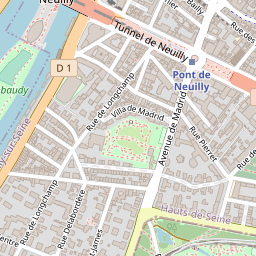 Neuilly
Bailly
Tunnel de Neuilly
D 1
Pont de
Neuilly
Rue de Longchamp
Villa de Madrid
Avenue de Madrid
Rue Pierret
Rue de Longchamp
Rue Delabordère
Hauts-de-Seine